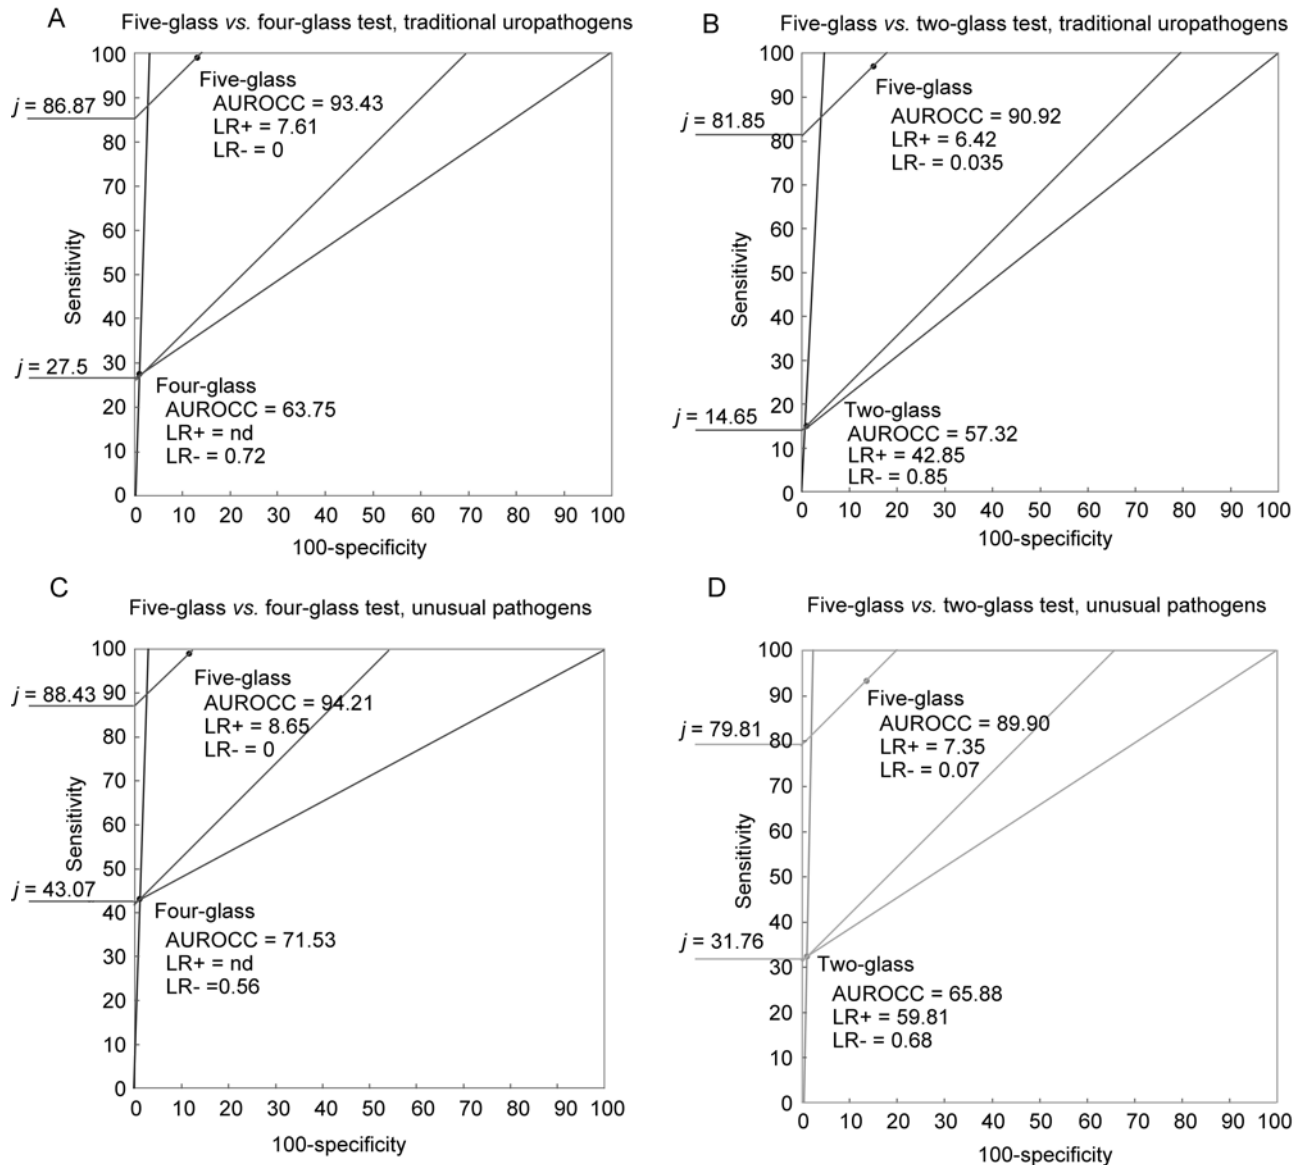 A
Five-glass vs. four-glass test, traditional uropathogens
100
90
80
70
60
50
40
30
20
10
0
Sensitivity
j = 86.87
j = 27.5
Five-glass
AUROCC = 93.43
LR+ = 7.61
LR- = 0
Four-glass
AUROCC = 63.75
LR+ = nd
LR- = 0.72
0 10 20 30 40 50 60 70 80 90 100
100-specificity
B
Five-glass vs. two-glass test, traditional uropathogens
100
90
80
70
60
50
40
30
20
10
0
Sensitivity
j = 81.85
j = 14.65
Five-glass
AUROCC = 90.92
LR+ = 6.42
LR- = 0.035
Two-glass
AUROCC = 57.32
LR+ = 42.85
LR- = 0.85
0 10 20 30 40 50 60 70 80 90 100
100-specificity
C
Five-glass vs. four-glass test, unusual pathogens
100
90
80
70
60
50
40
30
20
10
0
Sensitivity
j = 88.43
j = 43.07
Five-glass
AUROCC = 94.21
LR+ = 8.65
LR- = 0
Four-glass
AUROCC = 71.53
LR+ = nd
LR- =0.56
0 10 20 30 40 50 60 70 80 90 100
100-specificity
D
Five-glass vs. two-glass test, unusual pathogens
100
90
80
70
60
50
40
30
20
10
0
Sensitivity
j = 79.81
j = 31.76
Five-glass
AUROCC = 89.90
LR+ = 7.35
LR- = 0.07
Two-glass
AUROCC = 65.88
LR+ = 59.81
LR- = 0.68
0 10 20 30 40 50 60 70 80 90 100
100-specificity